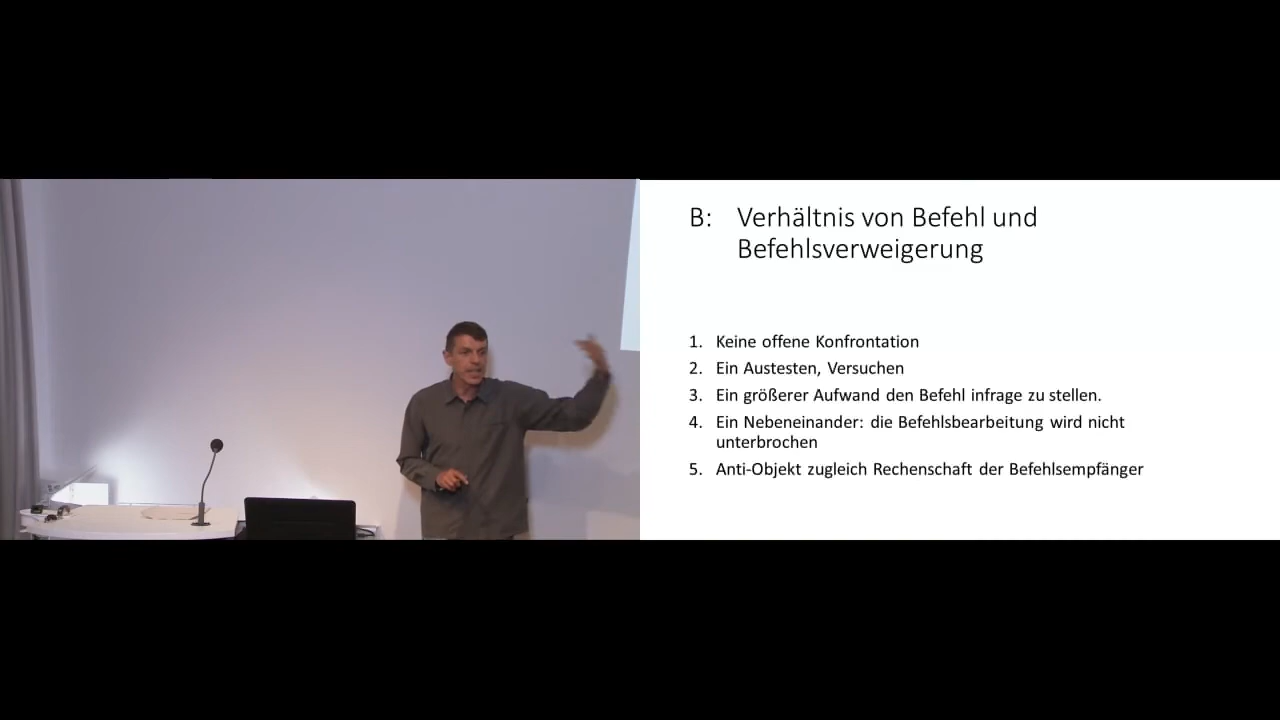 B: Verhältnis von Befehl und
Befehlsverweigerung
1. Keine offene Konfrontation
2. Ein Austesten, Versuchen
3. Ein größerer Aufwand den Befehl infrage zu stellen.
4. Ein Nebeneinander: die Befehlsbearbeitung wird nicht
unterbrochen
5. Anti-Objekt zugleich Rechenschaft der Befehlsempfänger